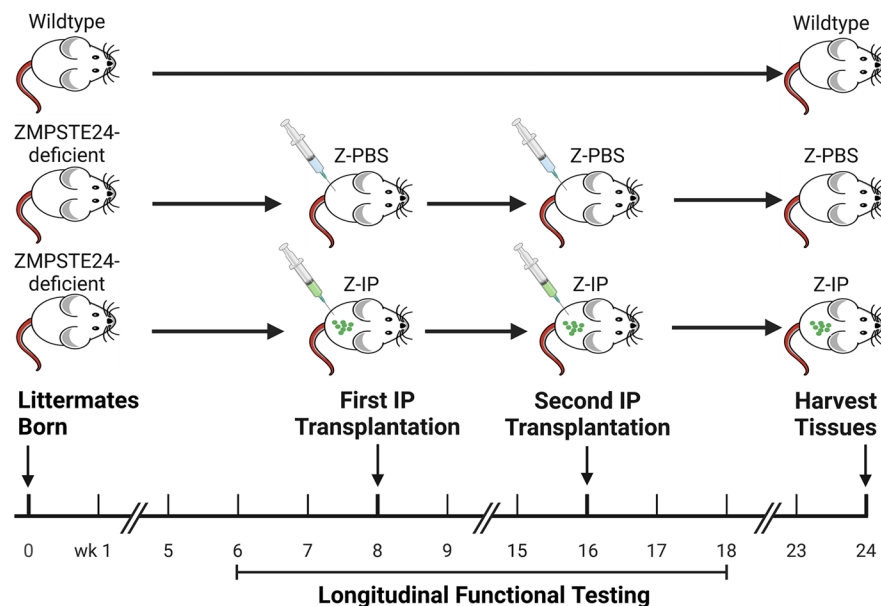 Wildtype
Wildtype
ZMPSTE24-
deficient
Z-PBS
Z-PBS
Z-PBS
ZMPSTE24-
deficient
Z-IP
Z-IP
Z-IP
Littermates
Born
First IP
Transplantation
Second IP
Transplantation
Harvest
Tissues
0 wk 1 5 6 7 8 9 15 16 17 18 23 24
Longitudinal Functional Testing